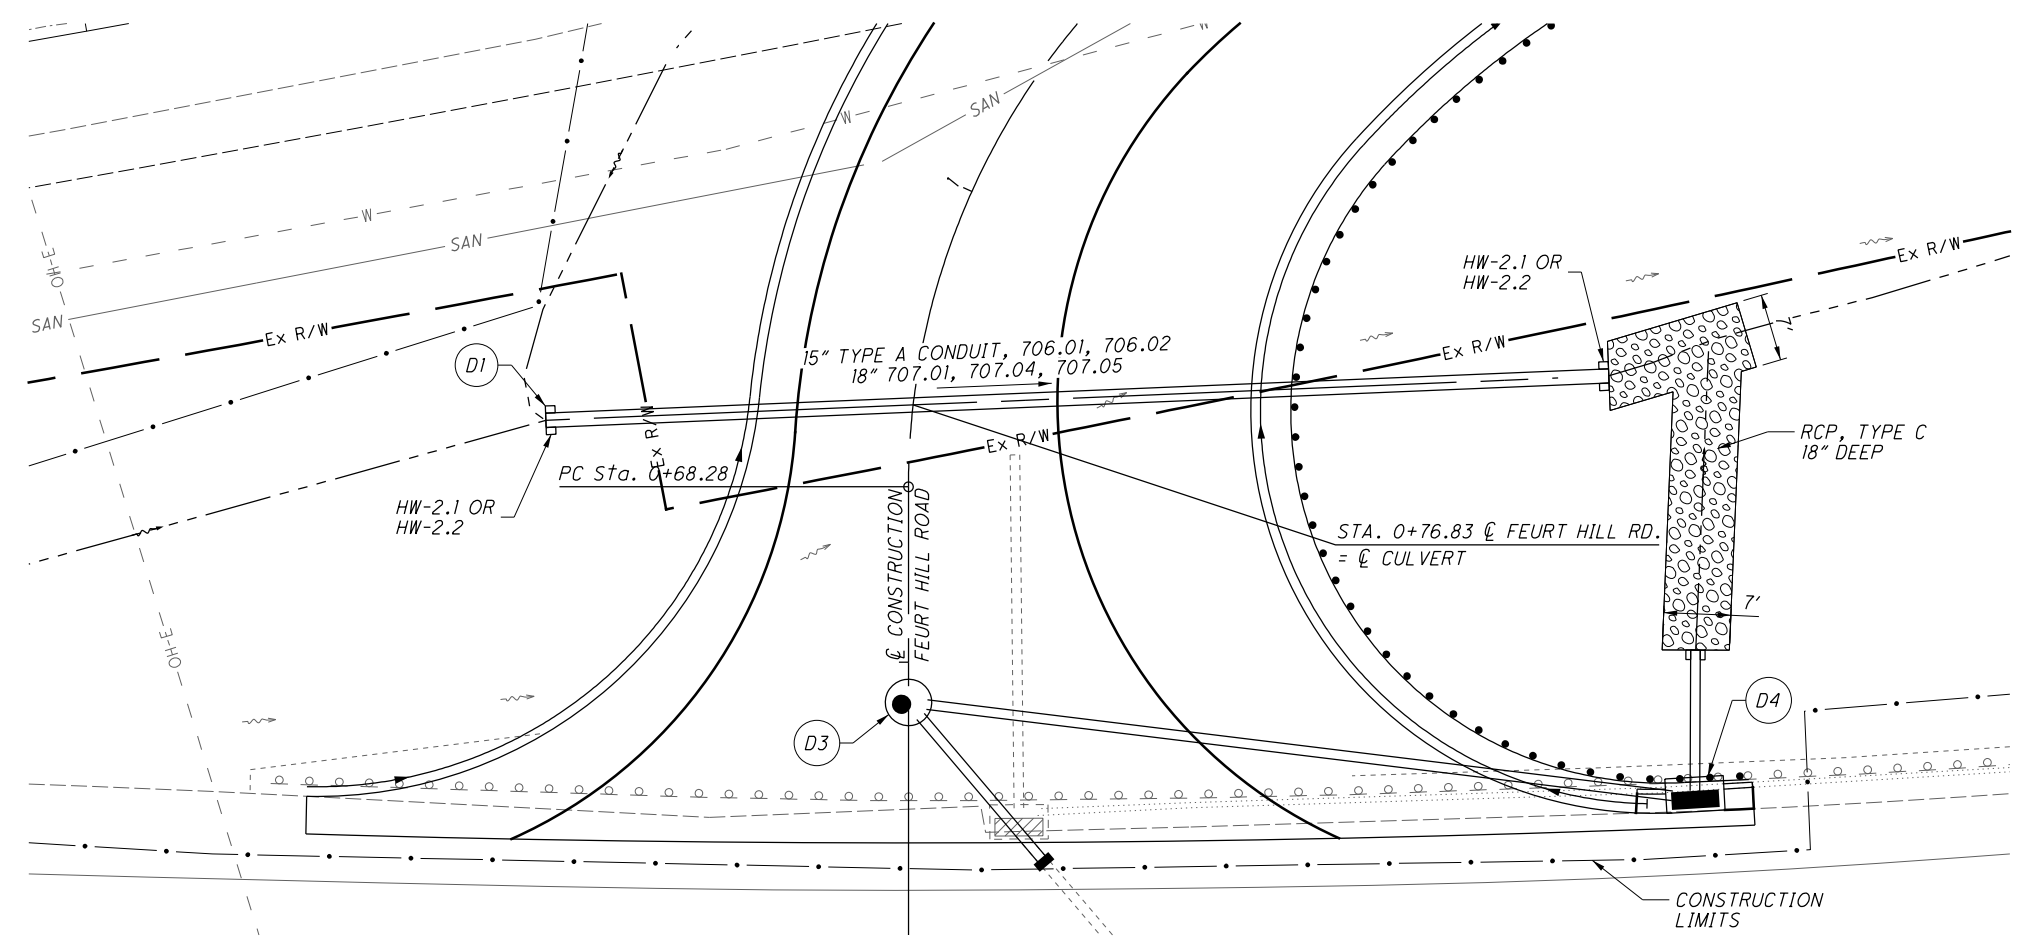 W
SAN
W
W
SAN
OH-E
SAN
Ex R/W
Ex R/W
HW-2.1 OR
HW-2.2
7'
D1
15" TYPE A CONDUIT, 706.01, 706.02
18" 707.01, 707.04, 707.05
Ex R/W
Ex R/W
Ex R/W
RCP, TYPE C
18" DEEP
PC Sta. 0+68.28
HW-2.1 OR
HW-2.2
STA. 0+76.83 ℄ FEURT HILL RD.
= ℄ CULVERT
℄ CONSTRUCTION
FEURT HILL ROAD
7'
OH-E
D3
D4
CONSTRUCTION
LIMITS